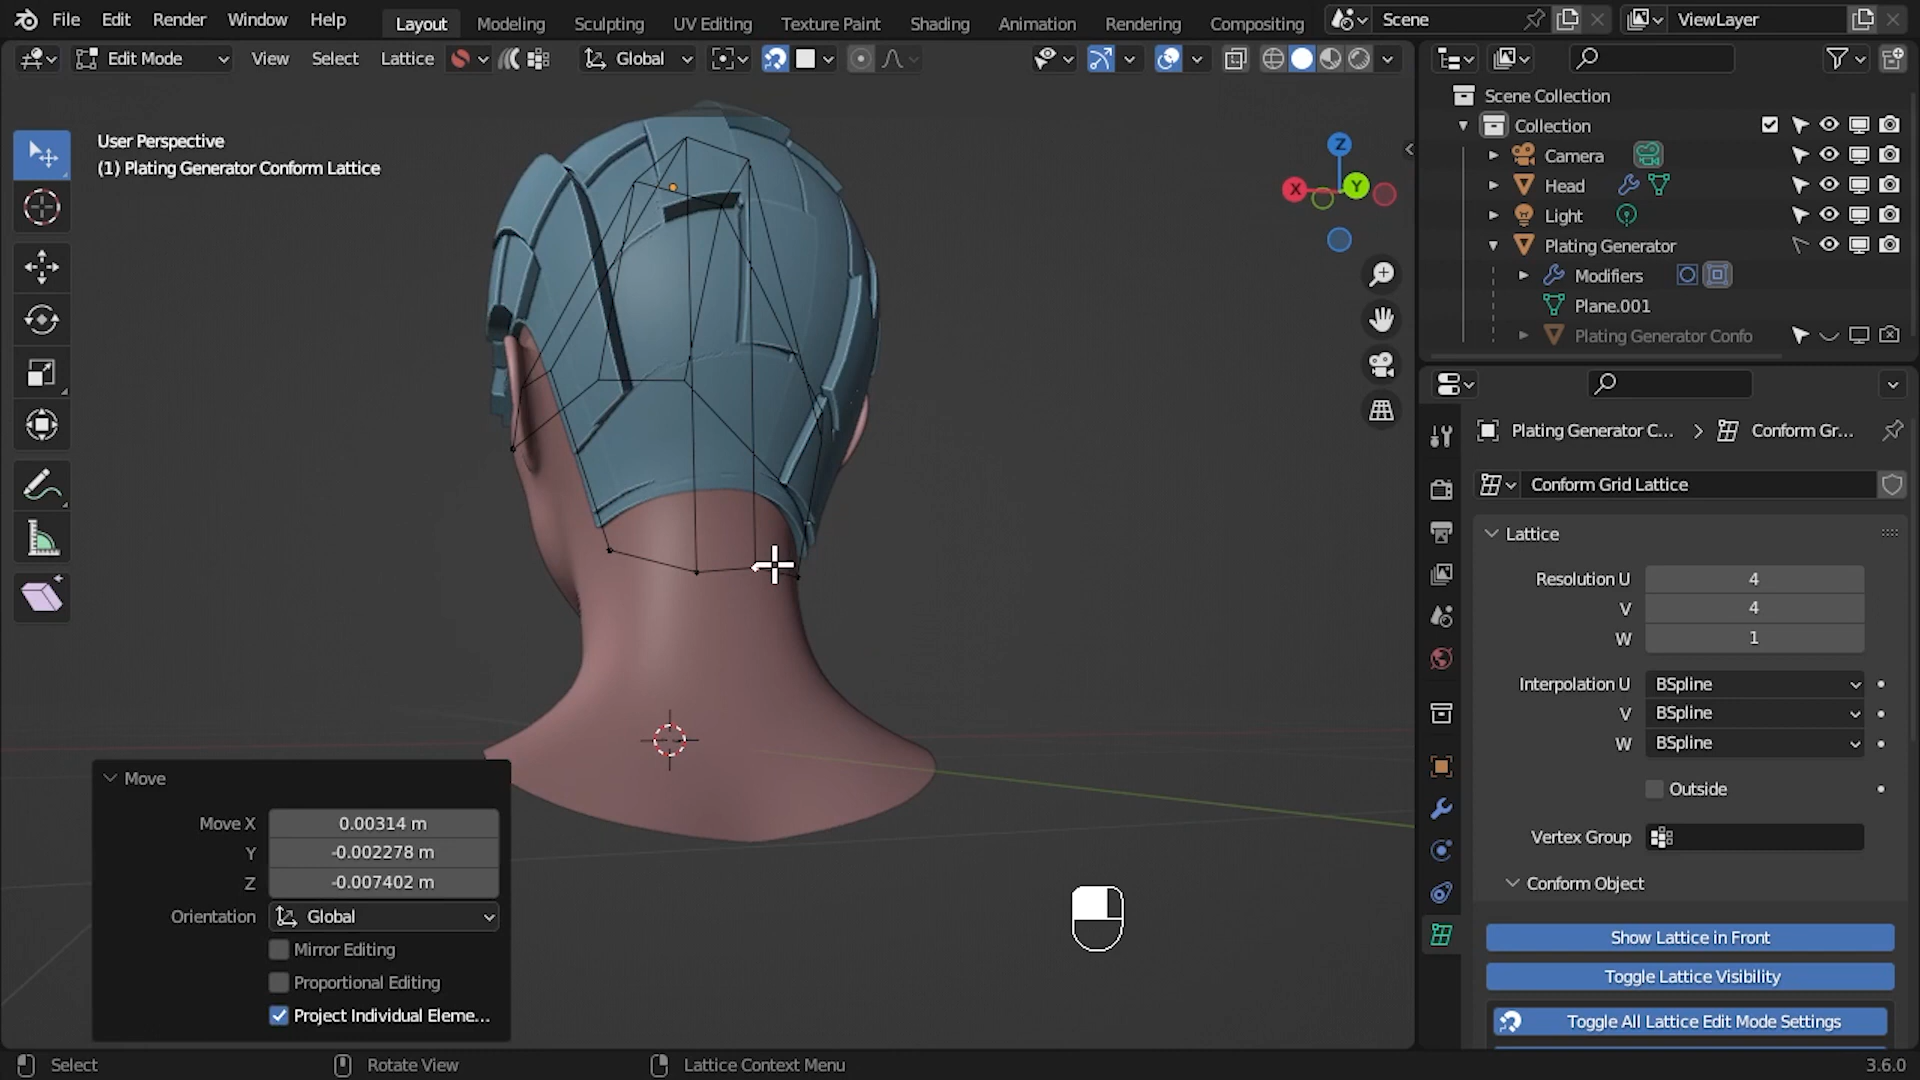 File Edit Render Window Help Layout Modeling Sculpting UV Editing Texture Paint Shading Animation Rendering Compositing Scene ViewLayer
Edit Mode View Select Lattice Global
User Perspective
(1) Plating Generator Conform Lattice
Z
X
Y
Scene Collection
Collection
Camera
Head
Light
Plating Generator
Modifiers
Plane.001
Plating Generator Confo
Plating Generator C... Conform Gr...
Conform Grid Lattice
Lattice
Resolution U 4
V 4
W 1
Interpolation U BSpline
V BSpline
W BSpline
Outside
Vertex Group
Conform Object
Show Lattice in Front
Toggle Lattice Visibility
Toggle All Lattice Edit Mode Settings
Move
Move X 0.00314 m
Y -0.002278 m
Z -0.007402 m
Orientation Global
Mirror Editing
Proportional Editing
Project Individual Eleme...
Select Rotate View Lattice Context Menu 3.6.0